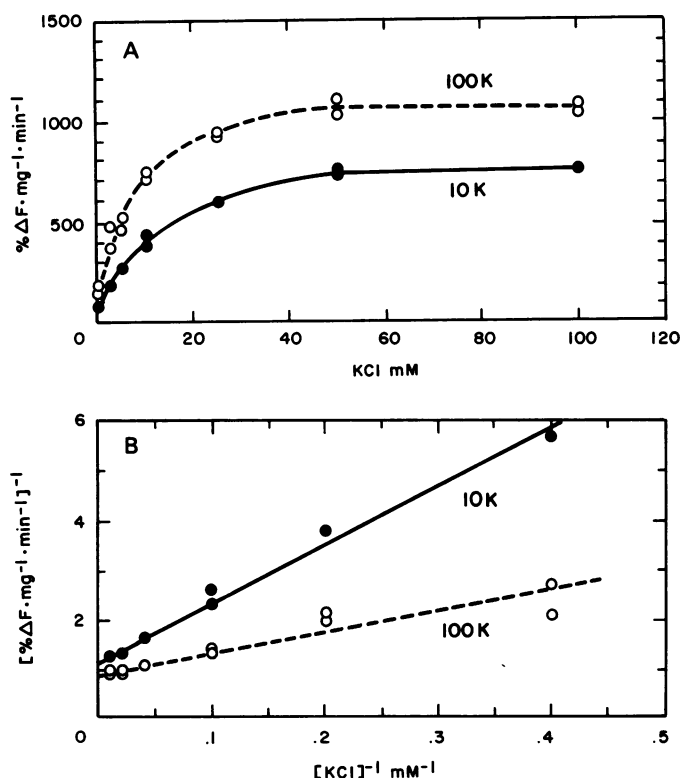 1500
A
100K
1000
% ΔF·mg⁻¹·min⁻¹
10K
500
0
20
40
60
80
100
120
KCl mM
6
B
10K
4
[%ΔF·mg⁻¹·min⁻¹]⁻¹
2
100K
0
.1
.2
.3
.4
.5
[KCl]⁻¹ mM⁻¹